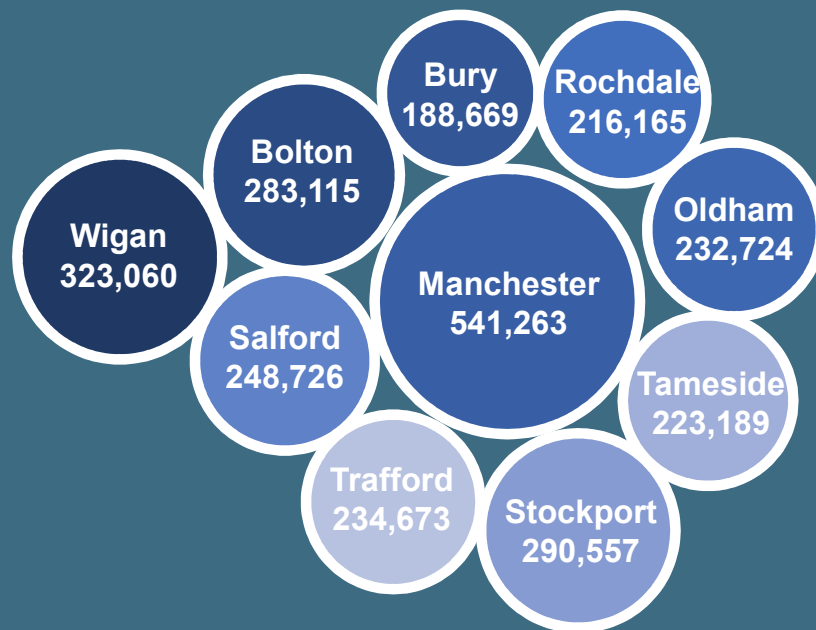 Bury
188,669
Rochdale
216,165
Bolton
283,115
Oldham
232,724
Wigan
323,060
Manchester
541,263
Salford
248,726
Tameside
223,189
Trafford
234,673
Stockport
290,557